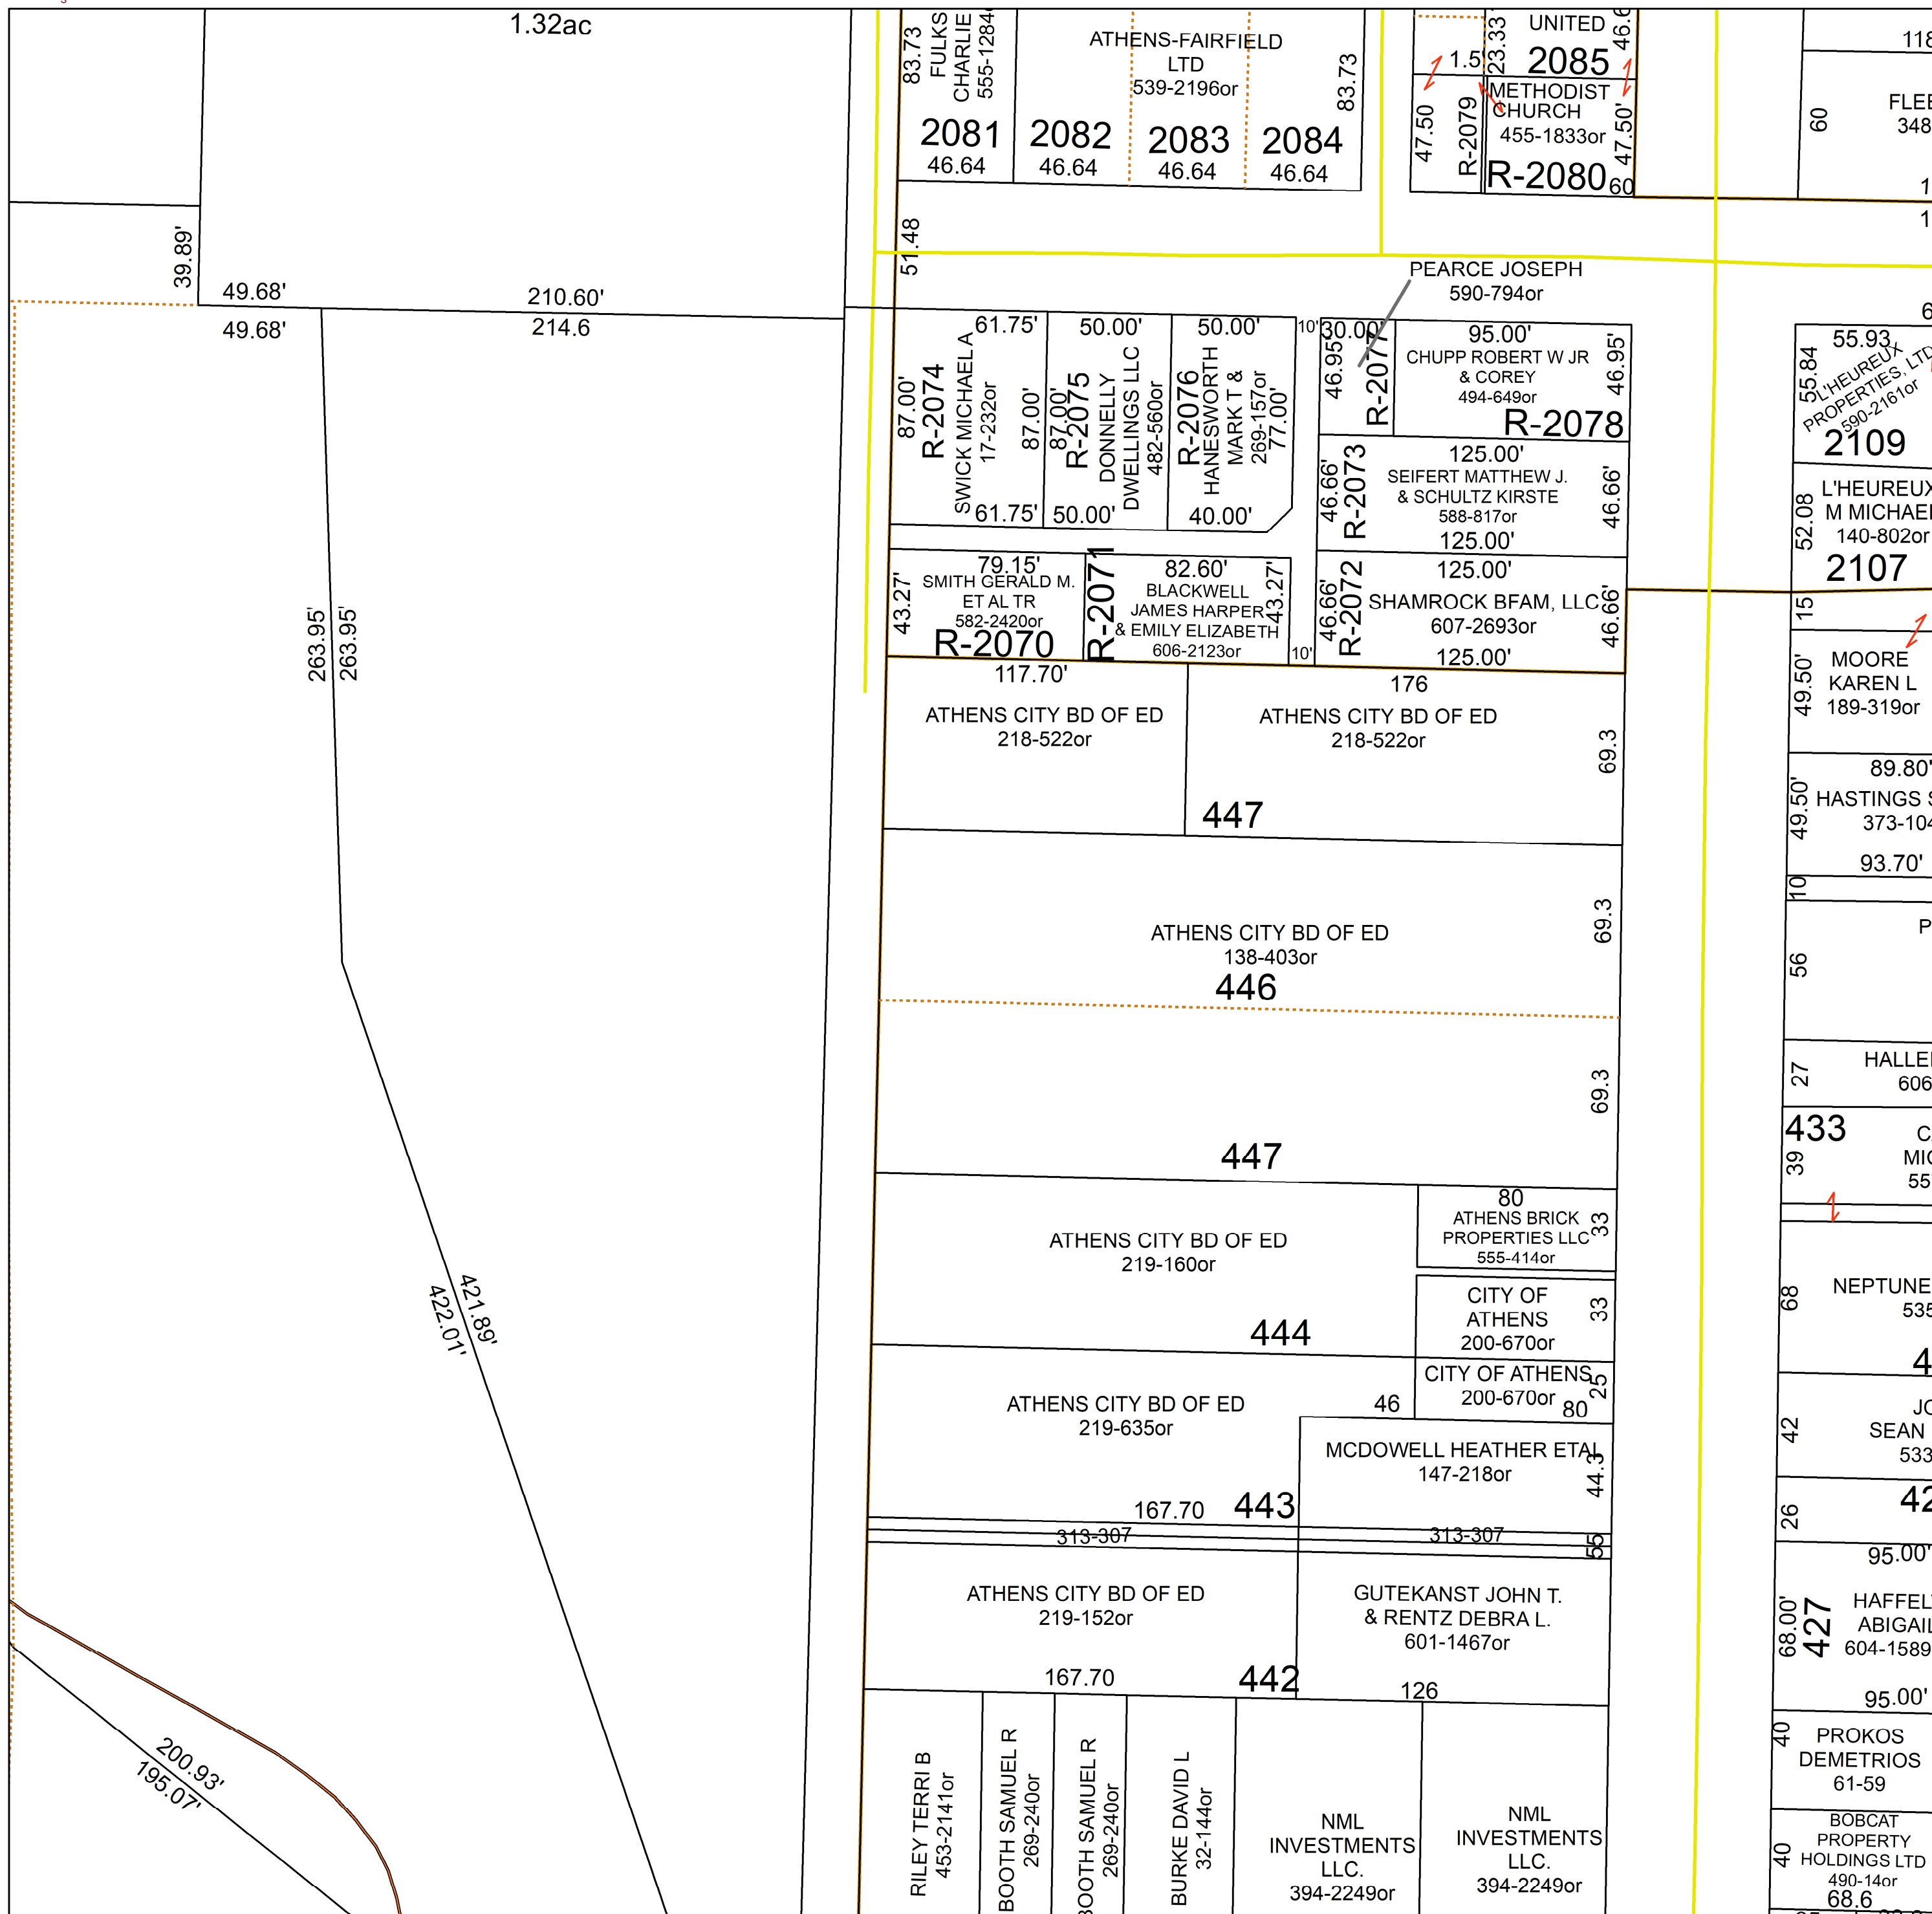 1.32ac
39.89'
49.68'
210.60'
49.68'
214.6
263.95'
263.95'
421.89'
422.01'
200.93'
195.07'
83.73
FULKS
CHARLIE
2081
46.64
ATHENS-FAIRFIELD
LTD
539-2196or
83.73
2082
2083
2084
46.64
46.64
46.64
51.48
23.33
UNITED
2085
1.5'
METHODIST
CHURCH
455-1833or
47.50
R-2079
47.50'
R-2080
60
60
PEARCE JOSEPH
590-794or
61.75'
87.00'
R-2074
SWICK MICHAEL A
17-232or
87.00'
61.75'
50.00'
87.00'
R-2075
DONNELLY
DWELLINGS LLC
482-560or
50.00'
50.00'
R-2076
HANESWORTH
MARK T &
269-157or
77.00'
40.00'
10'
30.00'
46.95'
R-2077
95.00'
CHUPP ROBERT W JR
& COREY
494-649or
46.95'
R-2078
125.00'
46.66'
R-2073
SEIFERT MATTHEW J.
& SCHULTZ KIRSTE
588-817or
46.66'
125.00'
125.00'
46.66'
R-2072
SHAMROCK BFAM, LLC
607-2693or
46.66'
125.00'
79.15'
43.27'
SMITH GERALD M.
ET AL TR
582-2420or
R-2070
R-2071
82.60'
BLACKWELL
JAMES HARPER
& EMILY ELIZABETH
606-2123or
43.27'
10'
117.70'
ATHENS CITY BD OF ED
218-522or
176
ATHENS CITY BD OF ED
218-522or
69.3
447
ATHENS CITY BD OF ED
138-403or
446
69.3
69.3
447
ATHENS CITY BD OF ED
219-160or
444
80
ATHENS BRICK
PROPERTIES LLC
555-414or
33
CITY OF
ATHENS
200-670or
33
CITY OF ATHENS
200-670or
25
80
46
ATHENS CITY BD OF ED
219-635or
MCDOWELL HEATHER ETAL
147-218or
44.3
167.70
443
313-307
313-307
55
ATHENS CITY BD OF ED
219-152or
167.70
442
GUTEKANST JOHN T.
& RENTZ DEBRA L.
601-1467or
126
RILEY TERRI B
453-2141or
BOOTH SAMUEL R
269-240or
BOOTH SAMUEL R
269-240or
BURKE DAVID L
32-144or
NML
INVESTMENTS
LLC.
394-2249or
NML
INVESTMENTS
LLC.
394-2249or
55.93
55.84
L'HEUREUX
PROPERTIES, LTD
590-2161or
2109
52.08
L'HEUREUX
M MICHAEL
140-802or
2107
15
49.50'
MOORE
KAREN L
189-319or
89.80'
49.50'
HASTINGS
93.70'
10
56
27
433
39
68
NEPTUNE
42
SEAN
26
95.00'
68.00'
427
ABIGAIL
604-1589
95.00'
40
PROKOS
DEMETRIOS
61-59
40
BOBCAT
PROPERTY
HOLDINGS LTD
490-14or
68.6